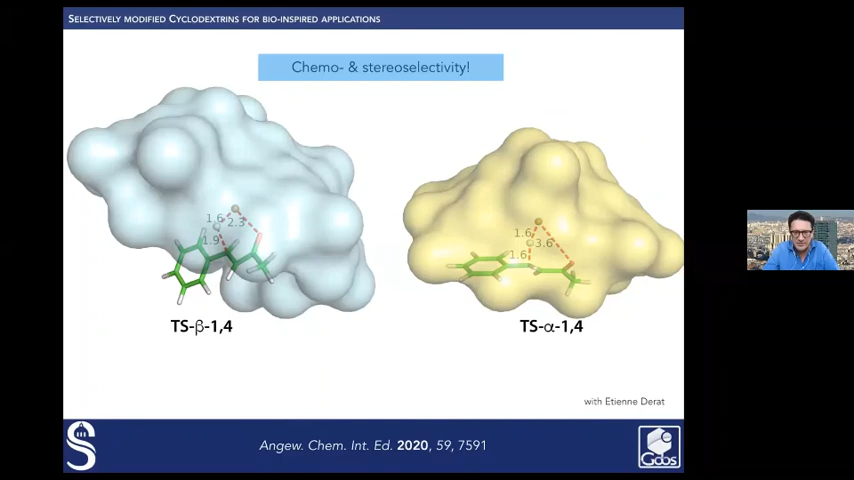 SELECTIVELY MODIFIED CYCLODEXTRINS FOR BIO-INSPIRED APPLICATIONS
Chemo- & stereoselectivity!
1.6
2.3
1.9
1.6
3.6
1.6
TS-β-1,4
TS-α-1,4
with Etienne Derat
Angew. Chem. Int. Ed. 2020, 59, 7591